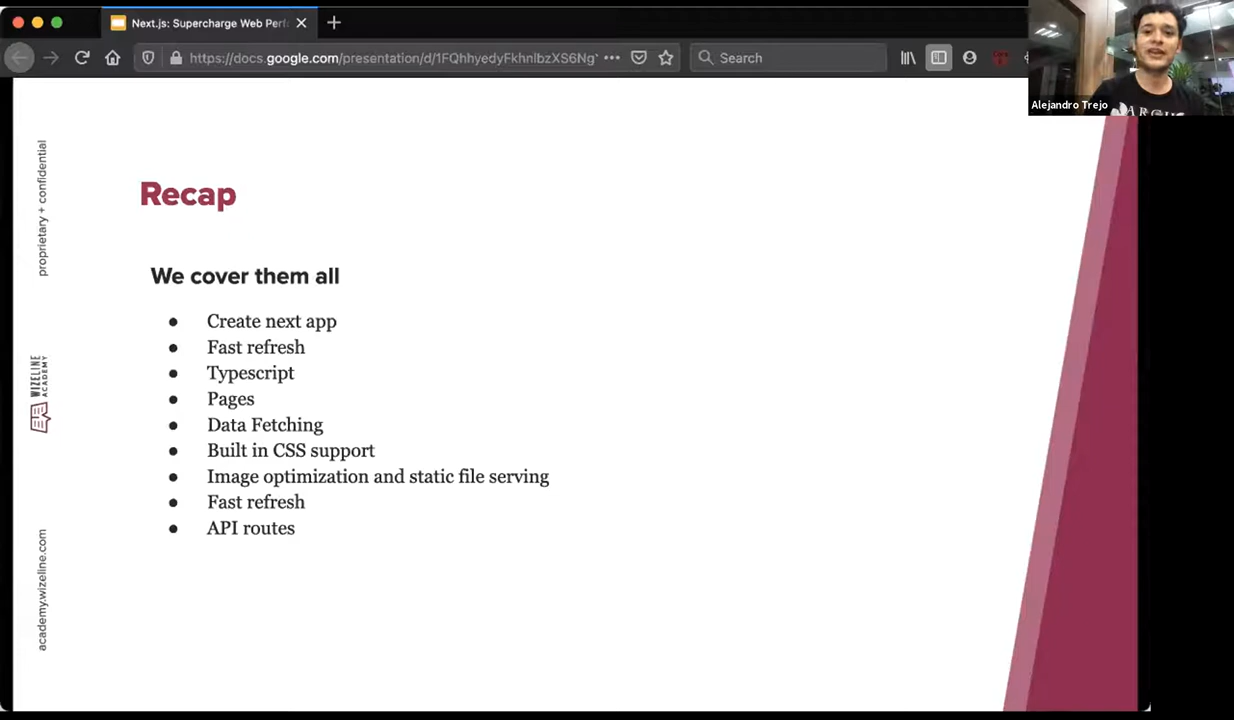 Next.js: Supercharge Web Perf
https://docs.google.com/presentation/d/1FQhhyedyFkhnlbzXS6Ng
Search
Alejandro Trejo
proprietary + confidential
Recap
We cover them all
Create next app
Fast refresh
Typescript
Pages
Data Fetching
Built in CSS support
Image optimization and static file serving
Fast refresh
API routes
WIZELINE
ACADEMY
academy.wizeline.com